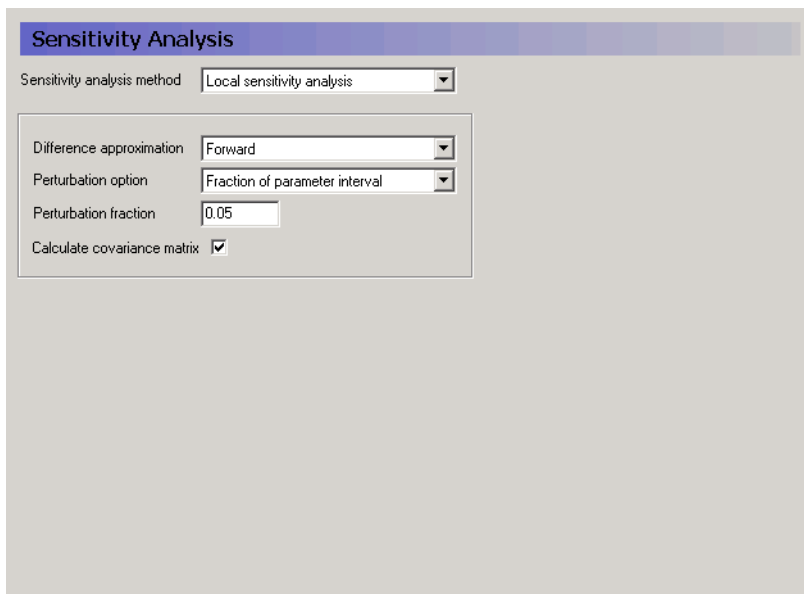 Sensitivity Analysis
Sensitivity analysis method Local sensitivity analysis
Difference approximation Forward
Perturbation option Fraction of parameter interval
Perturbation fraction 0.05
Calculate covariance matrix